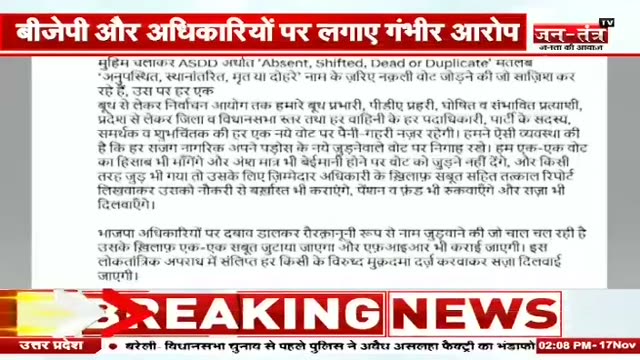 बीजेपी और अधिकारियों पर लगाए गंभीर आरोप
जन-तंत्र TV
जनता की आवाज़
मुहिम चलाकर ASDD अर्थात 'Absent, Shifted, Dead or Duplicate' मतलब
'अनुपस्थित, स्थानांतरित, मृत या दोहरे' नाम के ज़रिए नक़ली वोट जोड़ने की जो साज़िश कर
रहे हैं, उस पर हर एक
बूथ से लेकर निर्वाचन आयोग तक हमारे बूथ प्रभारी, पीडीए प्रहरी, घोषित व संभावित प्रत्याशी,
प्रदेश से लेकर जिला व विधानसभा स्तर तथा हर वाहिनी के हर पदाधिकारी, पार्टी के सदस्य,
समर्थक व शुभचिंतक की हर एक नये वोट पर पैनी-गहरी नज़र रहेगी। हमने ऐसी व्यवस्था की
है कि हर सजग नागरिक अपने पड़ोस के नये जुड़नेवाले वोट पर निगाह रखे। हम एक-एक वोट
का हिसाब भी माँगेंगे और अंश मात्र भी बेईमानी होने पर वोट को जुड़ने नहीं देंगे, और किसी
तरह जुड़ भी गया तो उसके लिए ज़िम्मेदार अधिकारी के ख़िलाफ़ सबूत सहित तत्काल रिपोर्ट
लिखवाकर उसको नौकरी से बर्ख़ास्त भी कराएंगे, पेंशन व फ़ंड भी रुकवाएँगे और सज़ा भी
दिलवाएँगे।
भाजपा अधिकारियों पर दबाव डालकर ग़ैरक़ानूनी रूप से नाम जुड़वाने की जो चाल चल रही है
उसके ख़िलाफ़ एक-एक सबूत जुटाया जाएगा और एफ़आइआर भी कराई जाएगी। इस
लोकतांत्रिक अपराध में संलिप्त हर किसी के विरुध्द मुक़दमा दर्ज़ करवाकर सज़ा दिलवाई
जाएगी।
BREAKING NEWS
उत्तर प्रदेश बरेली- विधानसभा चुनाव से पहले पुलिस ने अवैध असलहा फैक्ट्री का भंडाफो 02:08 PM-17Nov